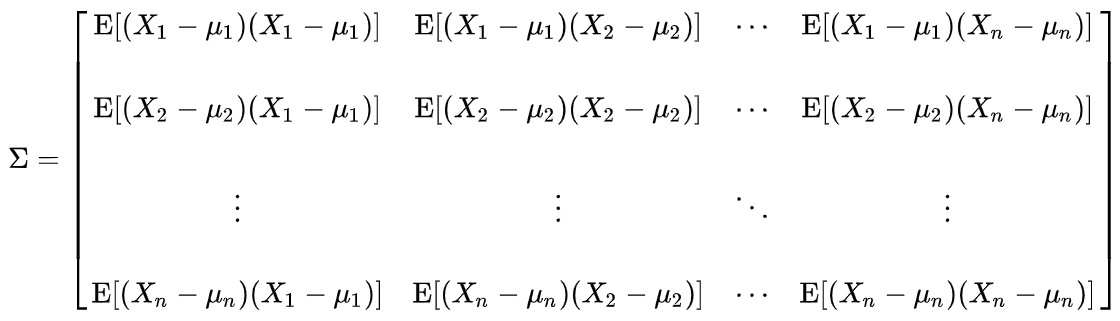 E[(X₁ − μ₁)(X₁ − μ₁)] E[(X₁ − μ₁)(X₂ − μ₂)] ⋯ E[(X₁ − μ₁)(Xₙ − μₙ)]
E[(X₂ − μ₂)(X₁ − μ₁)] E[(X₂ − μ₂)(X₂ − μ₂)] ⋯ E[(X₂ − μ₂)(Xₙ − μₙ)]
Σ =
⋮ ⋮ ⋱ ⋮
E[(Xₙ − μₙ)(X₁ − μ₁)] E[(Xₙ − μₙ)(X₂ − μ₂)] ⋯ E[(Xₙ − μₙ)(Xₙ − μₙ)]